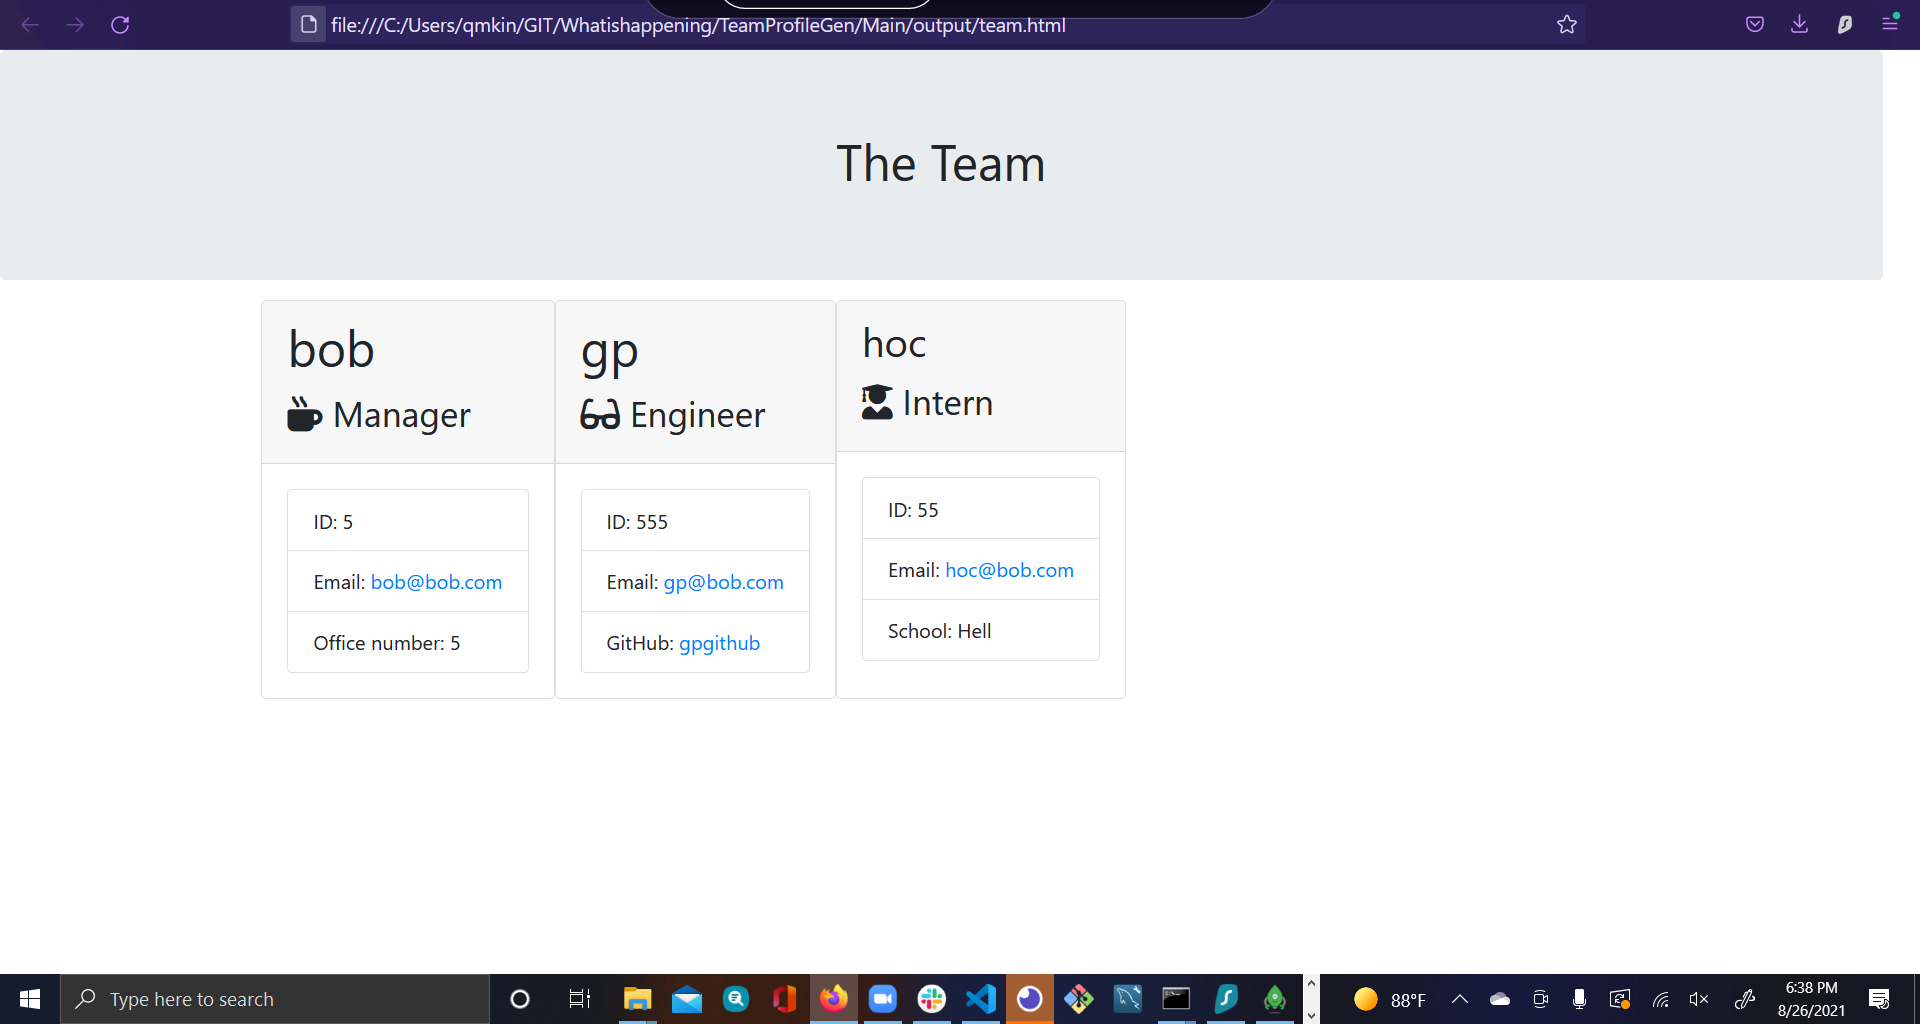 file:///C:/Users/qmkin/GIT/Whatishappening/TeamProfileGen/Main/output/team.html
The Team
bob
Manager
ID: 5
Email: bob@bob.com
Office number: 5
gp
Engineer
ID: 555
Email: gp@bob.com
GitHub: gpgithub
hoc
Intern
ID: 55
Email: hoc@bob.com
School: Hell
Type here to search
88°F
6:38 PM
8/26/2021